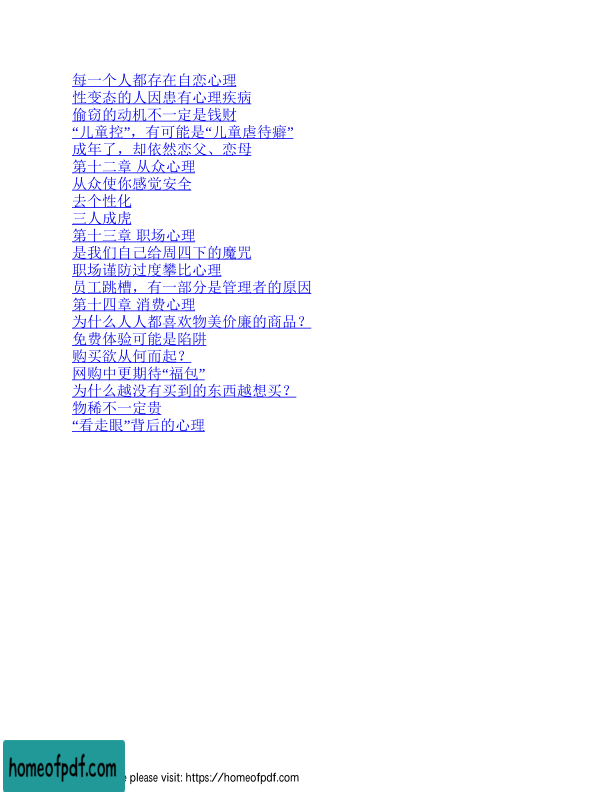 每一个人都存在自恋心理
性变态的人因患有心理疾病
偷窃的动机不一定是钱财
“儿童控”，有可能是“儿童虐待癖”
成年了，却依然恋父、恋母
第十二章 从众心理
从众使你感觉安全
去个性化
三人成虎
第十三章 职场心理
是我们自己给周四下的魔咒
职场谨防过度攀比心理
员工跳槽，有一部分是管理者的原因
第十四章 消费心理
为什么人人都喜欢物美价廉的商品？
免费体验可能是陷阱
购买欲从何而起？
网购中更期待“福包”
为什么越没有买到的东西越想买？
物稀不一定贵
“看走眼”背后的心理
homeofpdf.com
e please visit: https://homeofpdf.com